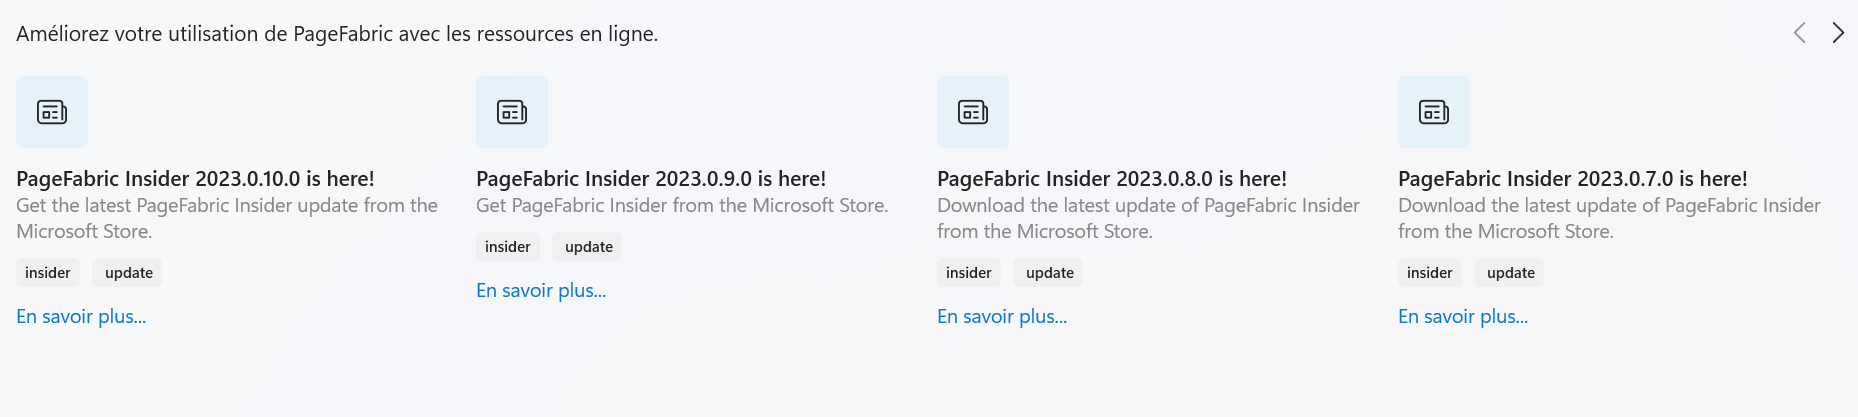 Améliorez votre utilisation de PageFabric avec les ressources en ligne.
PageFabric Insider 2023.0.10.0 is here!
Get the latest PageFabric Insider update from the
Microsoft Store.
insider update
En savoir plus...
PageFabric Insider 2023.0.9.0 is here!
Get PageFabric Insider from the Microsoft Store.
insider update
En savoir plus...
PageFabric Insider 2023.0.8.0 is here!
Download the latest update of PageFabric Insider
from the Microsoft Store.
insider update
En savoir plus...
PageFabric Insider 2023.0.7.0 is here!
Download the latest update of PageFabric Insider
from the Microsoft Store.
insider update
En savoir plus...